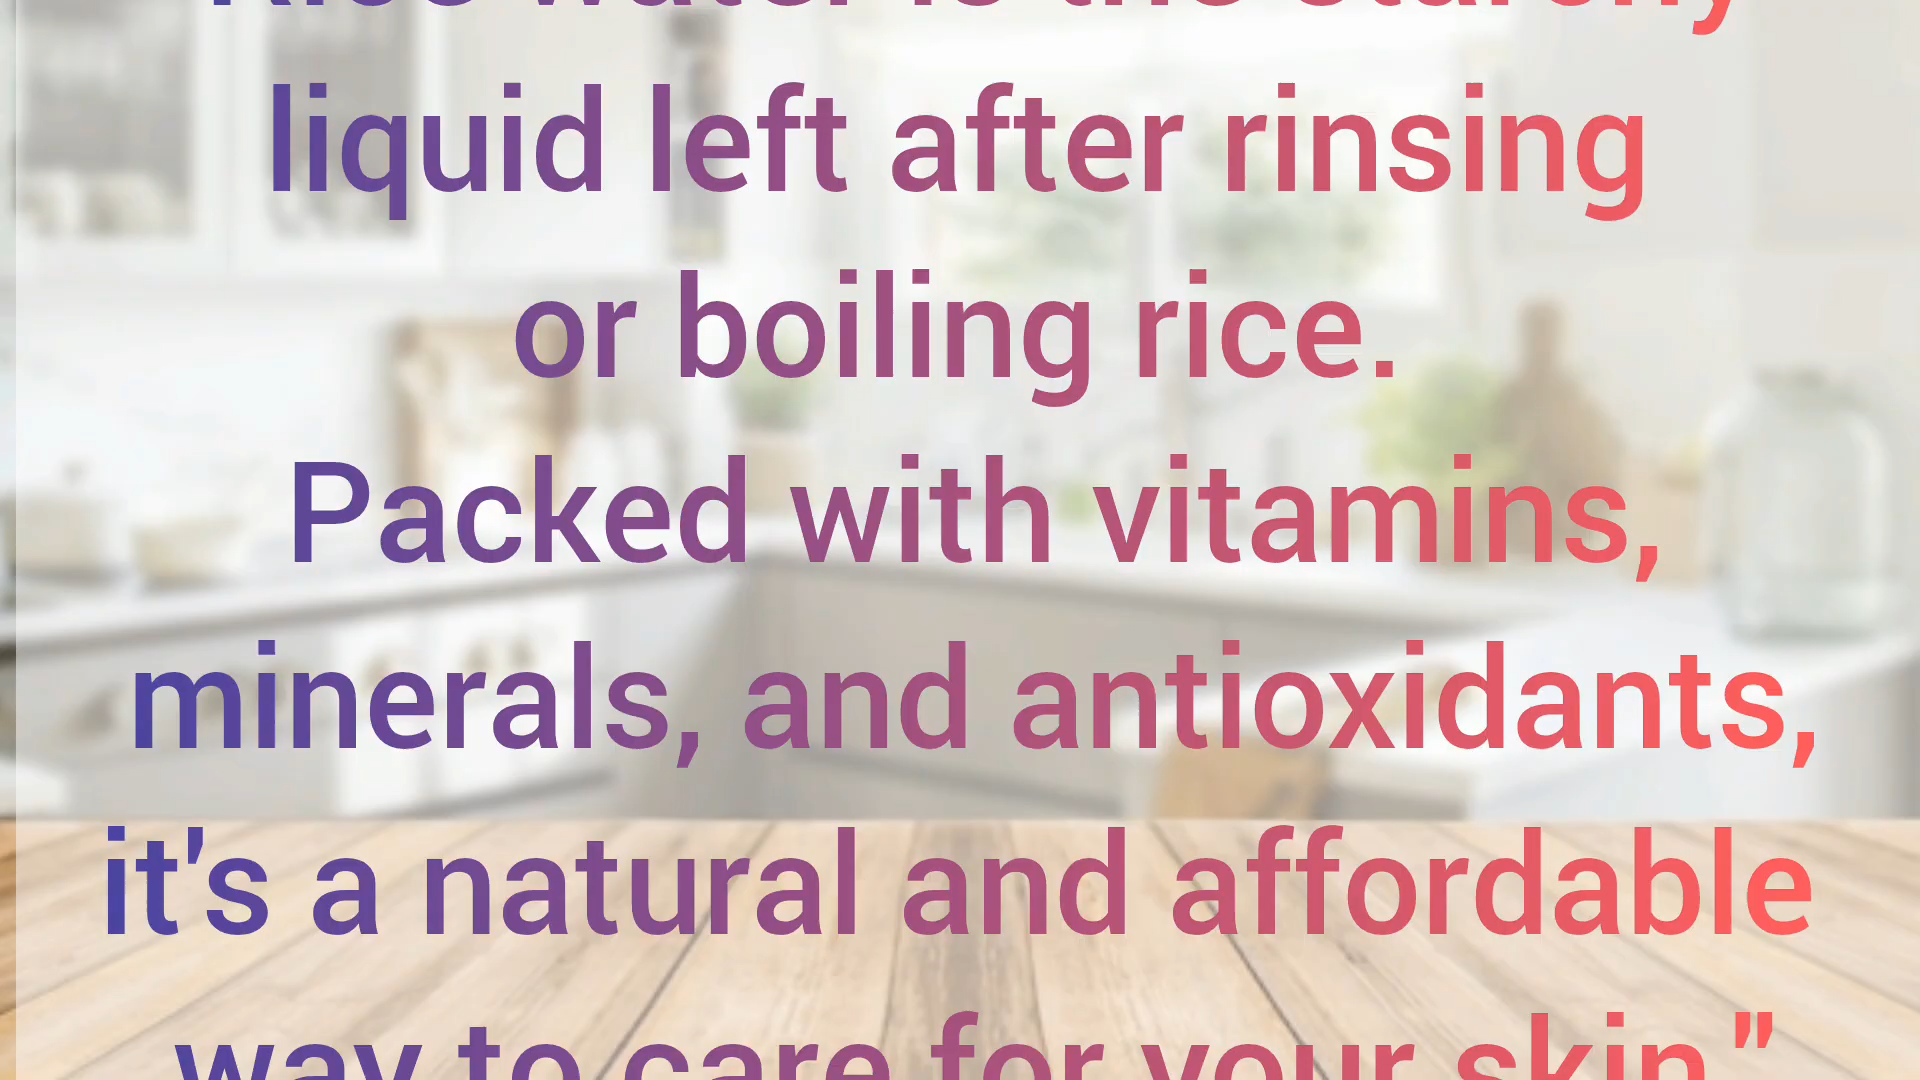 Rice water is the starchy
liquid left after rinsing
or boiling rice.
Packed with vitamins,
minerals, and antioxidants,
it's a natural and affordable
way to care for your skin."